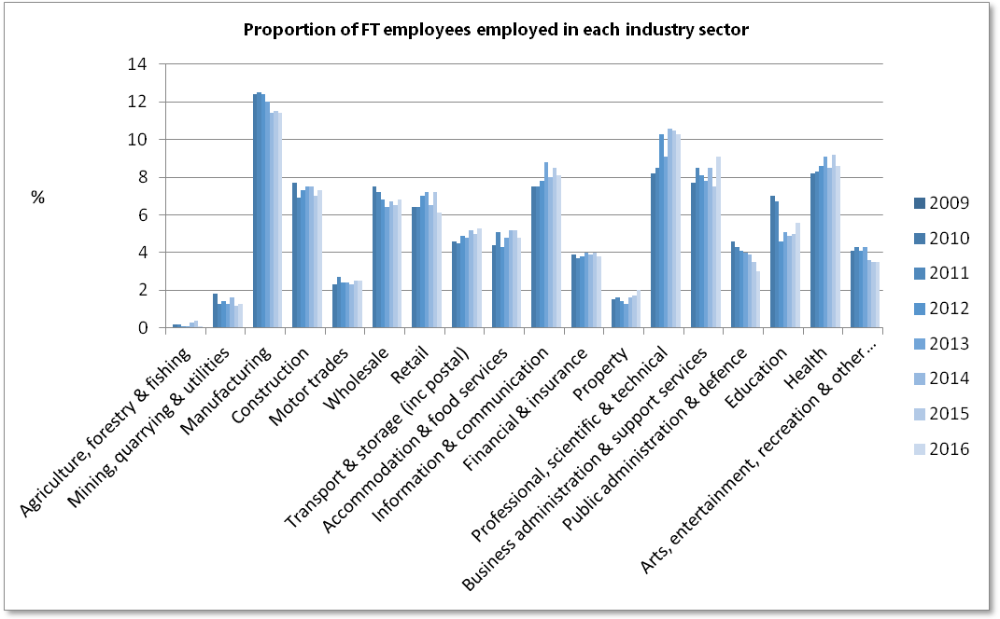 Proportion of FT employees employed in each industry sector
14
12
10
8
6
4
2
0
%
Agriculture, forestry & fishing
Mining, quarrying & utilities
Manufacturing
Construction
Motor trades
Wholesale
Retail
Transport & storage (inc postal)
Accommodation & food services
Information & communication
Financial & insurance
Property
Professional, scientific & technical
Business administration & support services
Public administration & defence
Education
Health
Arts, entertainment, recreation & other...
2009
2010
2011
2012
2013
2014
2015
2016